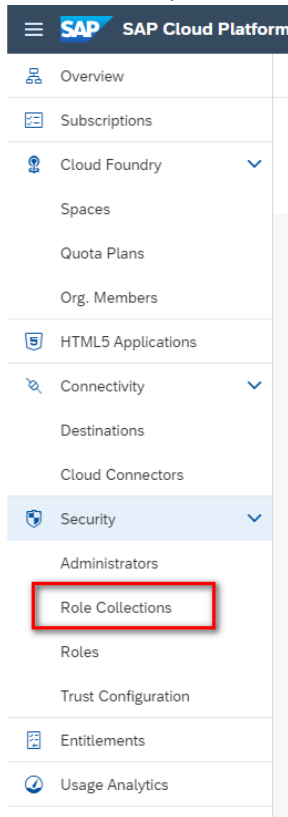 SAP SAP Cloud Platform
Overview
Subscriptions
Cloud Foundry
Spaces
Quota Plans
Org. Members
5 HTML5 Applications
Connectivity
Destinations
Cloud Connectors
Security
Administrators
Role Collections
Roles
Trust Configuration
Entitlements
Usage Analytics